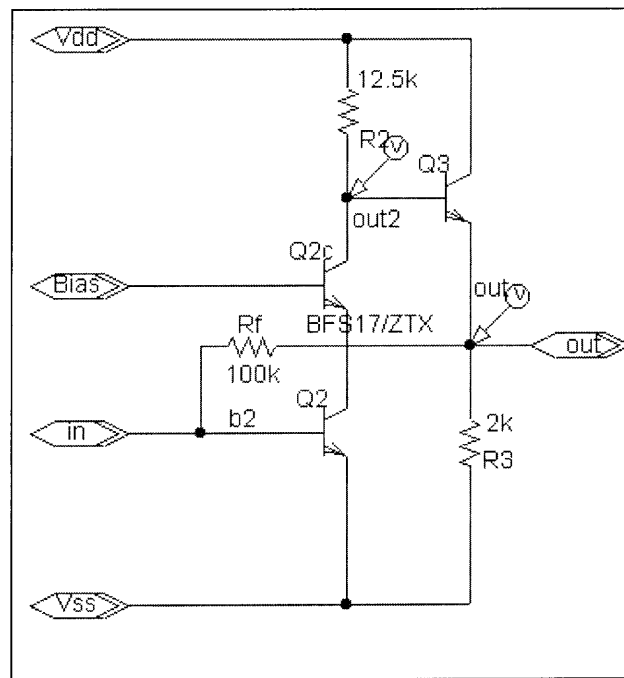 Vdd
12.5k
R2
V
Q3
out2
Q2c
Bias
out
V
BFS17/ZTX
Rf
out
100k
Q2
in
b2
2k
R3
Vss